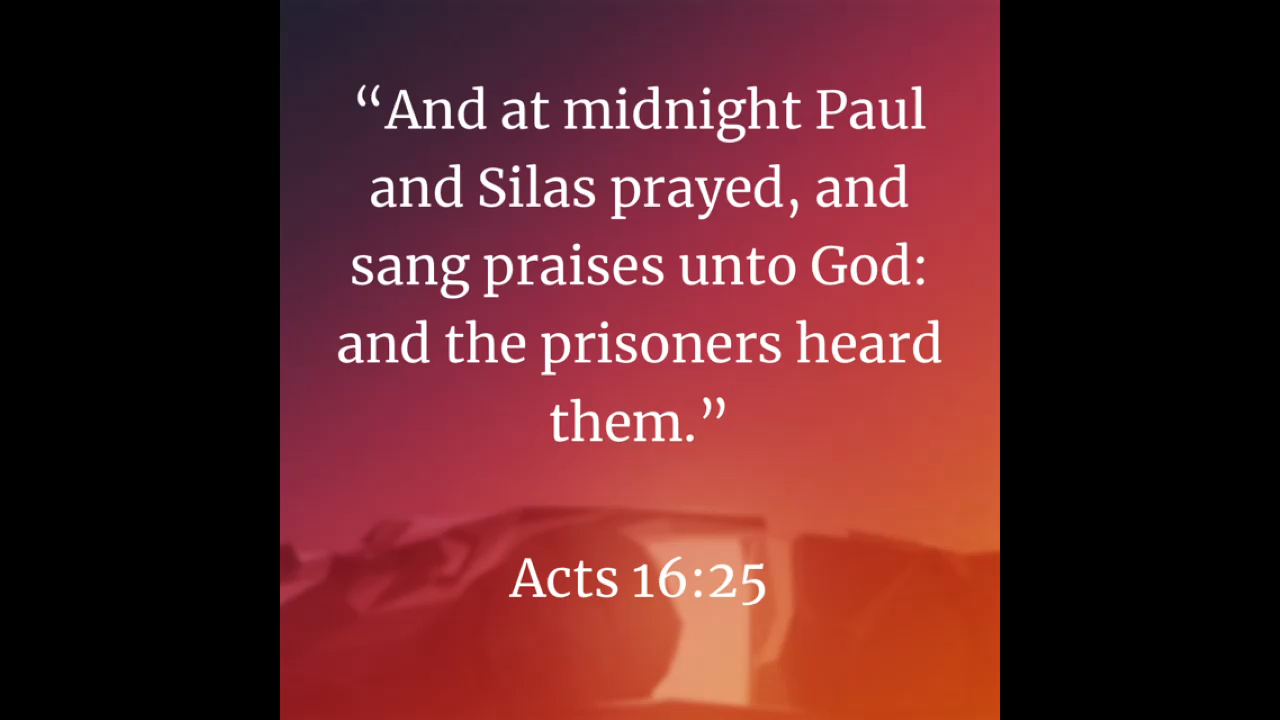 “And at midnight Paul
and Silas prayed, and
sang praises unto God:
and the prisoners heard
them.”
Acts 16:25